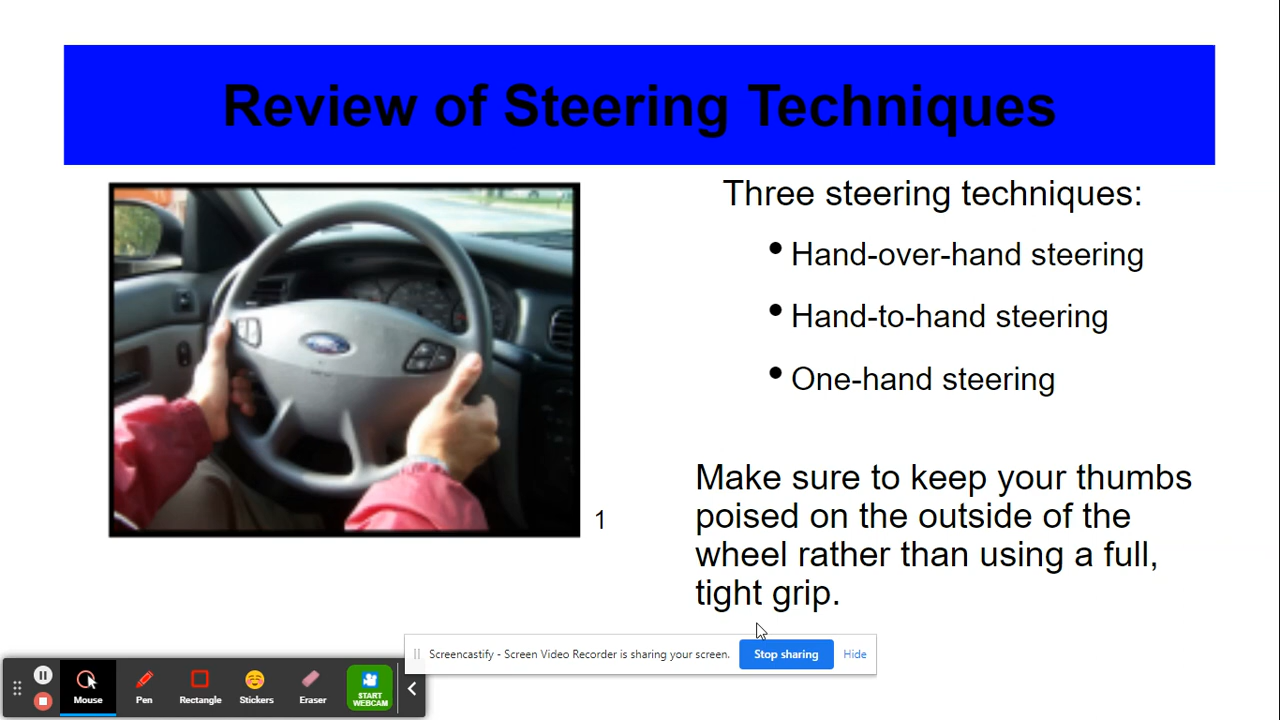 Review of Steering Techniques
Three steering techniques:
• Hand-over-hand steering
• Hand-to-hand steering
• One-hand steering
Make sure to keep your thumbs
poised on the outside of the
wheel rather than using a full,
tight grip.
1
Screencastify - Screen Video Recorder is sharing your screen. Stop sharing Hide
Mouse Pen Rectangle Stickers Eraser START
WEBCAM